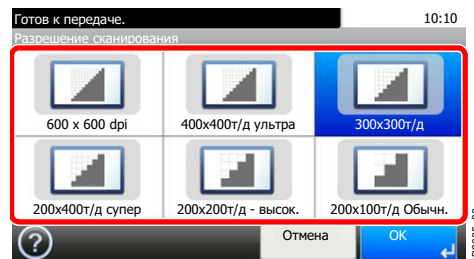 Готов к передаче. 10:10
Разрешение сканирования
600 x 600 dpi 400x400т/д ультра 300x300т/д
200x400т/д супер 200x200т/д - высок. 200x100т/д Обычн.
? Отмена OK